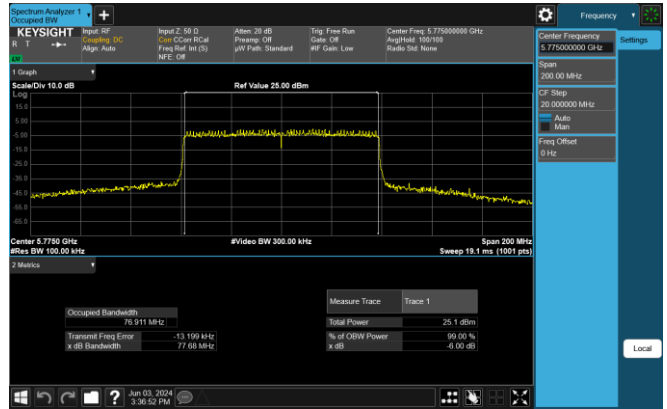 Spectrum Analyzer 1
Occupied BW
KEYSIGHT
R T
Input: RF
Coupling: DC
Align: Auto
Input Z: 50 Ω
Corr CCorr RCal
Freq Ref: Int (S)
NFE: Off
Atten: 20 dB
Preamp: Off
µW Path: Standard
Trig: Free Run
Gate: Off
#IF Gain: Low
Center Freq: 5.775000000 GHz
Avg|Hold: 100/100
Radio Std: None
1 Graph
Scale/Div 10.0 dB
Ref Value 25.00 dBm
Log
15.0
5.00
-5.00
-15.0
-25.0
-35.0
-45.0
-55.0
-65.0
Center 5.7750 GHz
#Video BW 300.00 kHz
Span 200 MHz
#Res BW 100.00 kHz
Sweep 19.1 ms (1001 pts)
2 Metrics
Occupied Bandwidth
76.911 MHz
Transmit Freq Error -13.199 kHz
x dB Bandwidth 77.68 MHz
Measure Trace Trace 1
Total Power 25.1 dBm
% of OBW Power 99.00 %
x dB -6.00 dB
Frequency
Center Frequency
5.775000000 GHz
Settings
Span
200.00 MHz
CF Step
20.000000 MHz
Auto
Man
Freq Offset
0 Hz
Local
?
Jun 03, 2024
3:36:52 PM